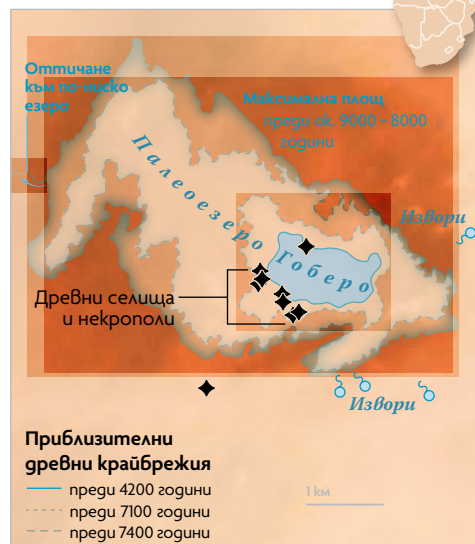 Оттичане
към по-ниско
езеро
Максимална площ
преди ок. 9000 - 8000
години
Палеоезеро Гоберо
Извори
Древни селища
и некрополи
Извори
Приблизителни
древни крайбрежия
преди 4200 години
преди 7100 години
преди 7400 години
1 км